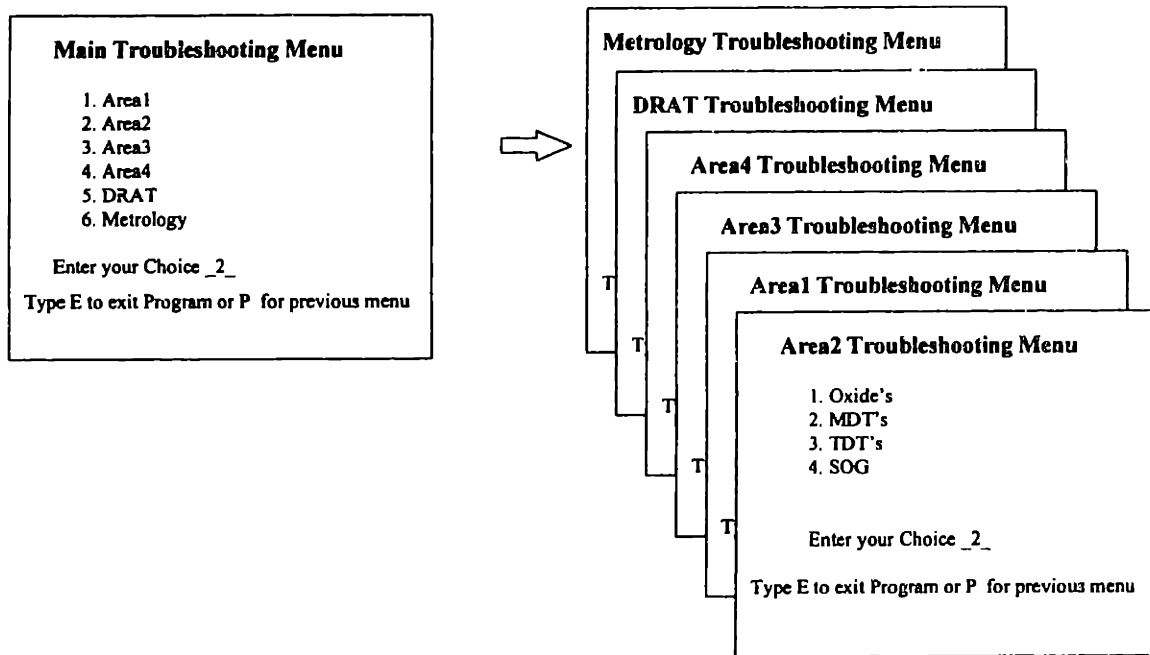 Main Troubleshooting Menu
1. Area1
2. Area2
3. Area3
4. Area4
5. DRAT
6. Metrology
Enter your Choice _2_
Type E to exit Program or P for previous menu
Metrology Troubleshooting Menu
T
DRAT Troubleshooting Menu
T
Area4 Troubleshooting Menu
T
Area3 Troubleshooting Menu
T
Area1 Troubleshooting Menu
T
Area2 Troubleshooting Menu
1. Oxide's
2. MDT's
3. TDT's
4. SOG
Enter your Choice _2_
Type E to exit Program or P for previous menu